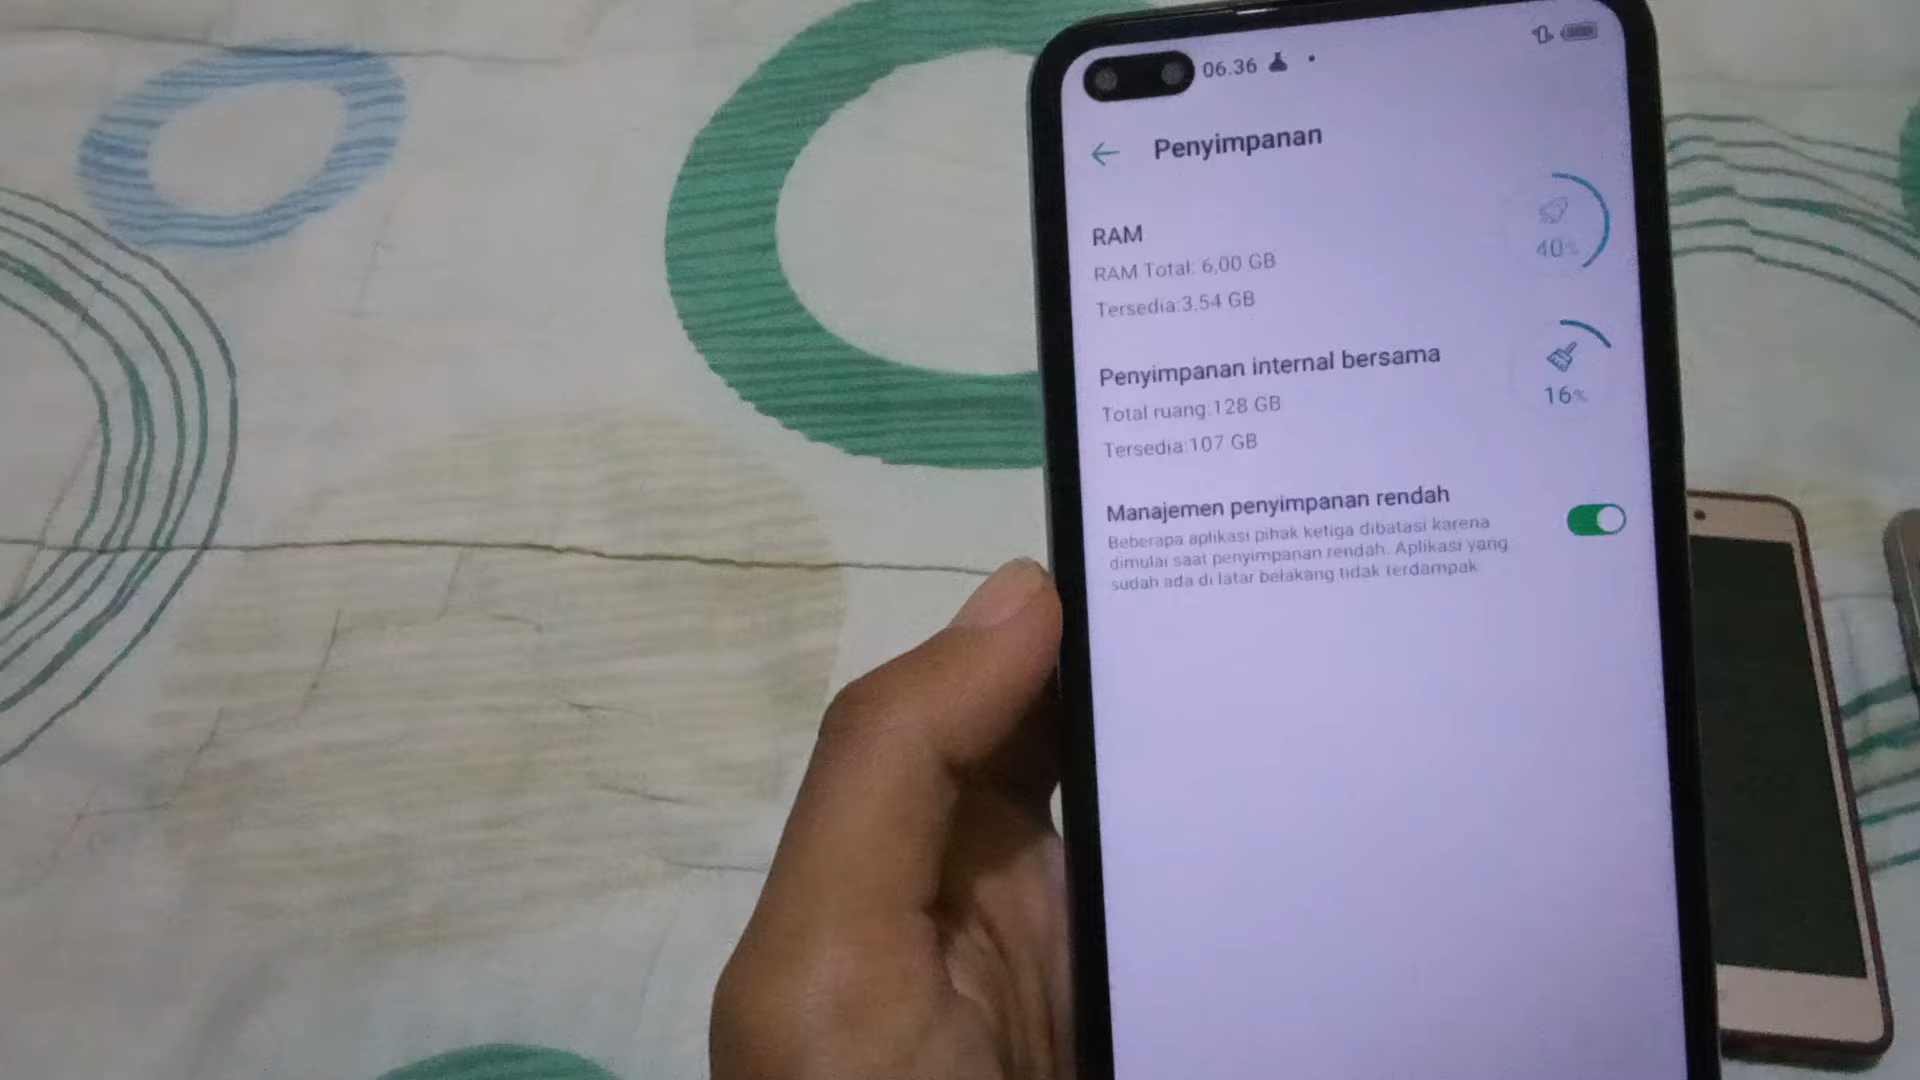 06.36
Penyimpanan
RAM
RAM Total: 6,00 GB
Tersedia:3,54 GB
40%
Penyimpanan internal bersama
Total ruang:128 GB
Tersedia:107 GB
16%
Manajemen penyimpanan rendah
Beberapa aplikasi pihak ketiga dibatasi karena
dimulai saat penyimpanan rendah. Aplikasi yang
sudah ada di latar belakang tidak terdampak